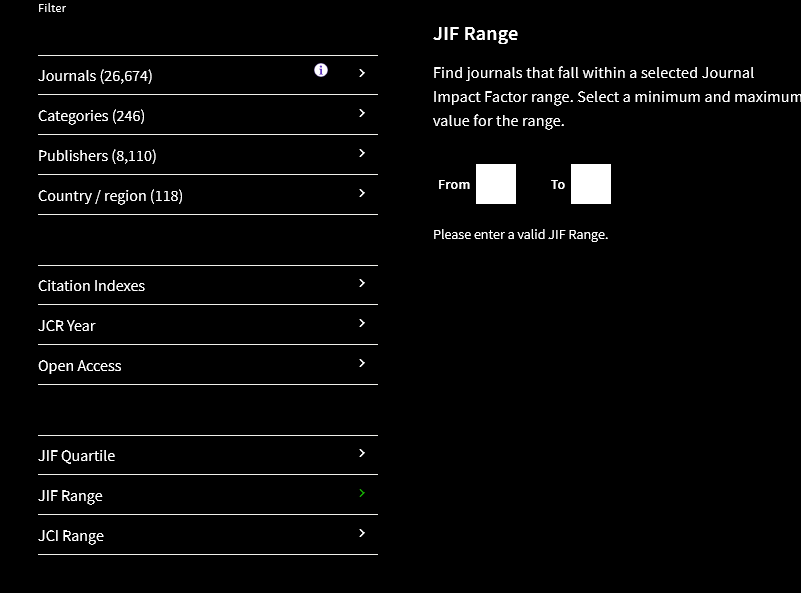 Filter
Journals (26,674)
Categories (246)
Publishers (8,110)
Country / region (118)
Citation Indexes
JCR Year
Open Access
JIF Quartile
JIF Range
JCI Range
JIF Range
Find journals that fall within a selected Journal
Impact Factor range. Select a minimum and maximum
value for the range.
From To
Please enter a valid JIF Range.